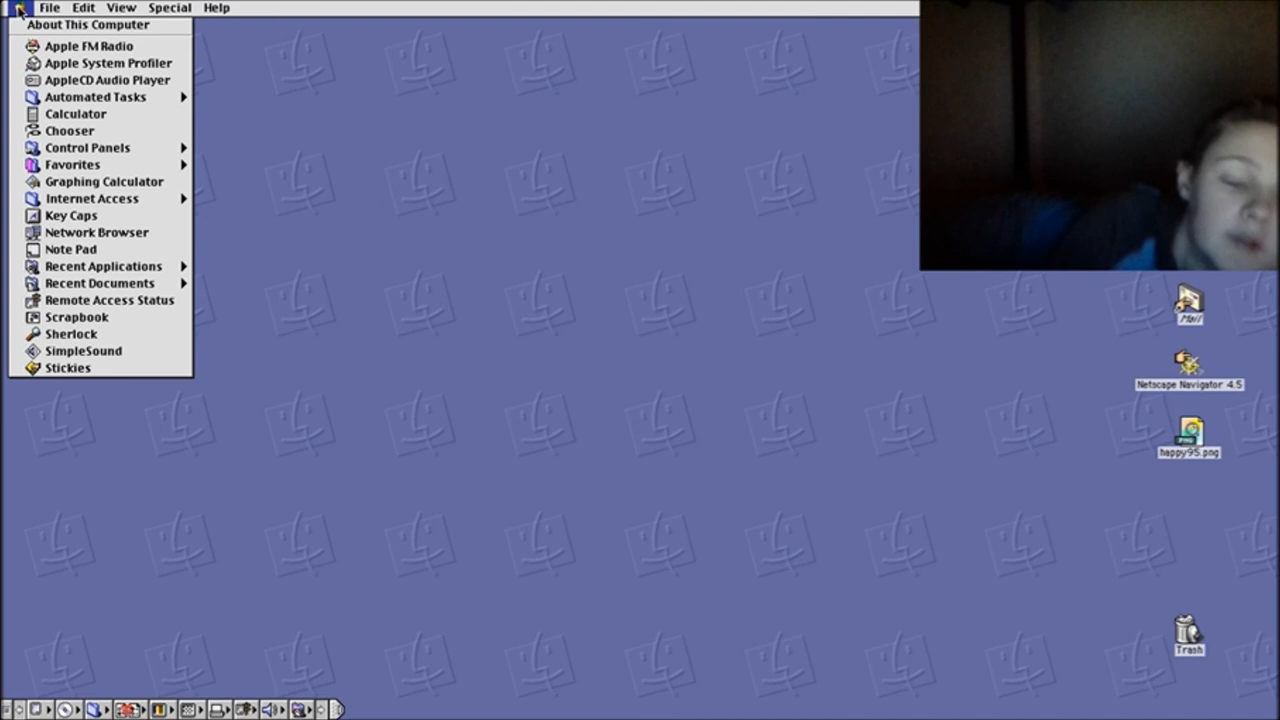 File Edit View Special Help
About This Computer
Apple FM Radio
Apple System Profiler
AppleCD Audio Player
Automated Tasks
Calculator
Chooser
Control Panels
Favorites
Graphing Calculator
Internet Access
Key Caps
Network Browser
Note Pad
Recent Applications
Recent Documents
Remote Access Status
Scrapbook
Sherlock
SimpleSound
Stickies
Mail
Netscape Navigator 4.5
PNG
happy95.png
Trash